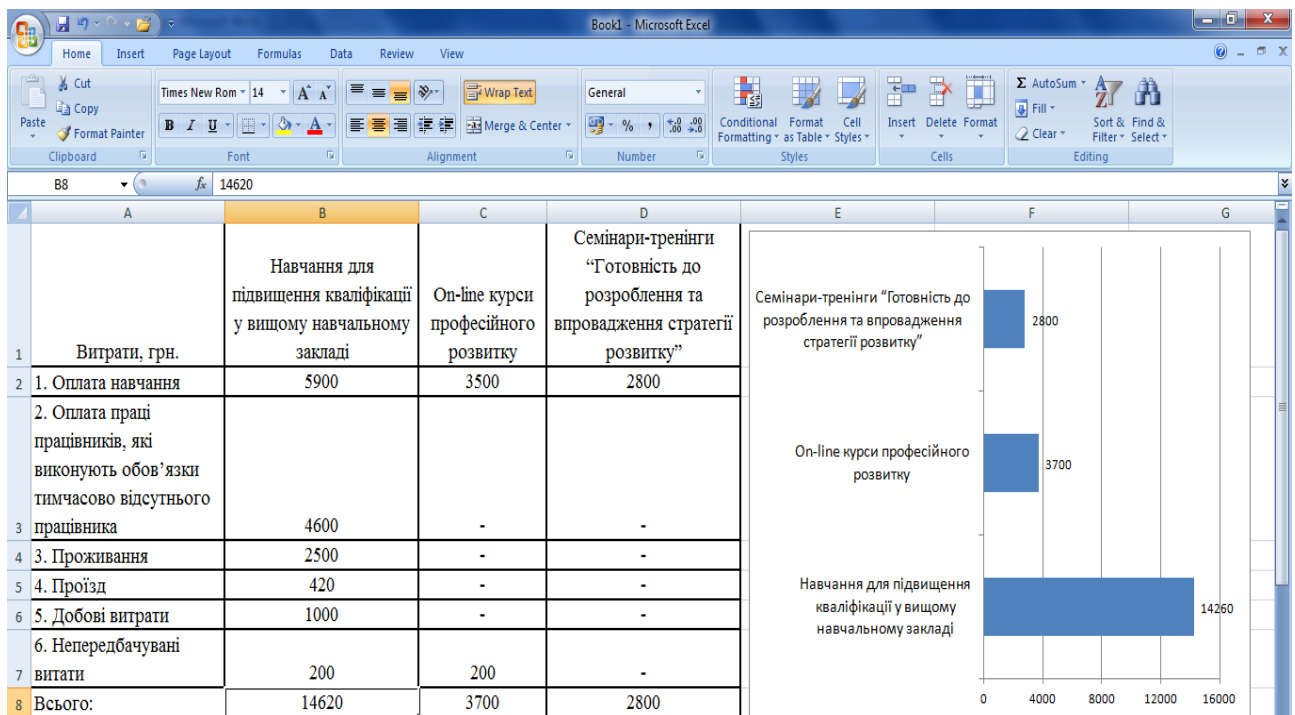 Book1 - Microsoft Excel
Home Insert Page Layout Formulas Data Review View
Paste
Cut
Copy
Format Painter
Clipboard
Times New Rom 14
B I U
Font
Wrap Text
Merge & Center
Alignment
General
% ,
Number
Conditional Formatting
Format as Table
Cell Styles
Styles
Insert Delete Format
Cells
Σ AutoSum
Fill
Clear
Sort & Filter
Find & Select
Editing
B8 fx 14620
A B C D E F G
1
Витрати, грн.
Навчання для
підвищення кваліфікації
у вищому навчальному
закладі
On-line курси
професійного
розвитку
Семінари-тренінги
“Готовність до
розроблення та
впровадження стратегії
розвитку”
2 1. Оплата навчання 5900 3500 2800
2. Оплата праці
працівників, які
виконують обов’язки
тимчасово відсутнього
3 працівника 4600 - -
4 3. Проживання 2500 - -
5 4. Проїзд 420 - -
6 5. Добові витрати 1000 - -
6. Непередбачувані
7 витати 200 200 -
8 Всього: 14620 3700 2800
Семінари-тренінги “Готовність до
розроблення та впровадження
стратегії розвитку”
2800
On-line курси професійного
розвитку
3700
Навчання для підвищення
кваліфікації у вищому
навчальному закладі
14260
0 4000 8000 12000 16000